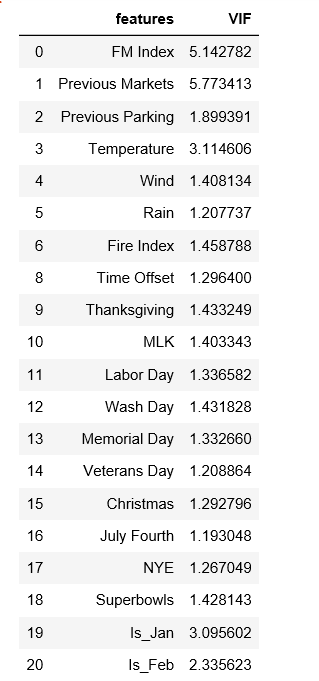 features VIF
0 FM Index 5.142782
1 Previous Markets 5.773413
2 Previous Parking 1.899391
3 Temperature 3.114606
4 Wind 1.408134
5 Rain 1.207737
6 Fire Index 1.458788
8 Time Offset 1.296400
9 Thanksgiving 1.433249
10 MLK 1.403343
11 Labor Day 1.336582
12 Wash Day 1.431828
13 Memorial Day 1.332660
14 Veterans Day 1.208864
15 Christmas 1.292796
16 July Fourth 1.193048
17 NYE 1.267049
18 Superbowls 1.428143
19 Is_Jan 3.095602
20 Is_Feb 2.335623